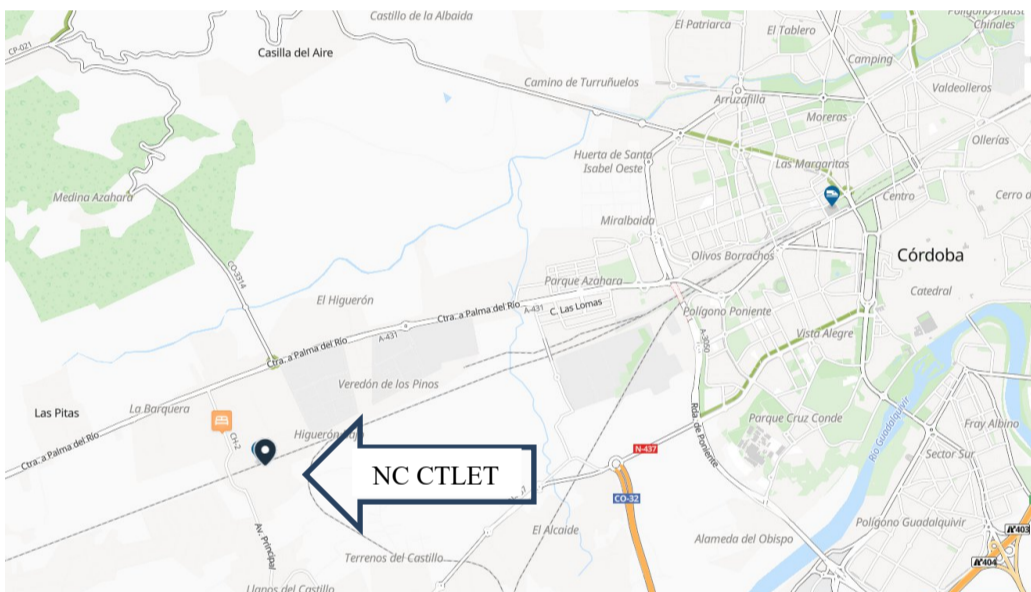 Castillo de la Albaida
CP-021
Casilla del Aire
El Patriarca
El Tablero
Chinales
Camping
Camino de Turruñuelos
Arruzafilla
Valdeolleros
Moreras
Ollerías
Huerta de Santa
Isabel Oeste
Las Margaritas
Medina Azahara
Centro
Cerro d
Miralbaida
Olivos Borrachos
Córdoba
CO-3314
Parque Azahara
Catedral
El Higuerón
Ctra. a Palma del Río
A-431
C. Las Lomas
Polígono Poniente
A-3050
Vista Alegre
A-431
Ctra. a Palma del Río
Veredón de los Pinos
Las Pitas
La Barquera
Rda. de Poniente
Parque Cruz Conde
Río Guadalquivir
Fray Albino
CH-2
Ctra. a Palma del Río
N-437
Sector Sur
NC CTLET
CO-32
Av. Principal
El Alcaide
Alameda del Obispo
Polígono Guadalquivir
A-403
A-404
Terrenos del Castillo
Llanos del Castillo